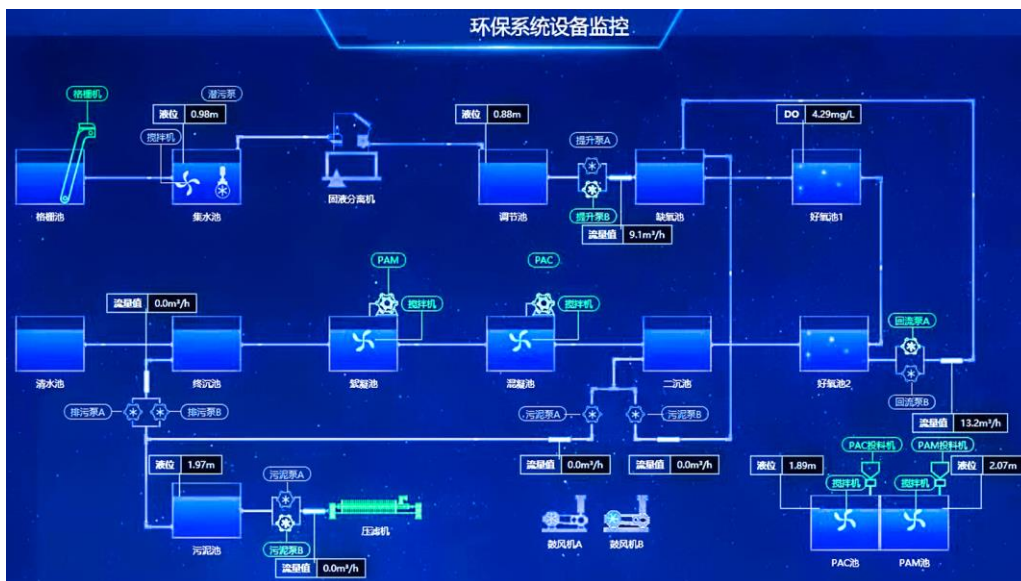 环保系统设备监控
格栅机
潜污泵
液位 0.98m
搅拌机
液位 0.88m
DO 4.29mg/L
提升泵A
固液分离机
提升泵B
格栅池
集水池
调节池
缺氧池
好氧池1
流量值 9.1m³/h
PAM
PAC
流量值 0.0m³/h
搅拌机
搅拌机
回流泵A
清水池
终沉池
絮凝池
混凝池
二沉池
好氧池2
回流泵B
排污泵A
排污泵B
污泥泵A
污泥泵B
流量值 13.2m³/h
PAC投料机
PAM投料机
液位 1.97m
流量值 0.0m³/h
流量值 0.0m³/h
液位 1.89m
液位 2.07m
污泥泵A
搅拌机
搅拌机
压滤机
鼓风机A
鼓风机B
污泥池
污泥泵B
流量值 0.0m³/h
PAC池
PAM池